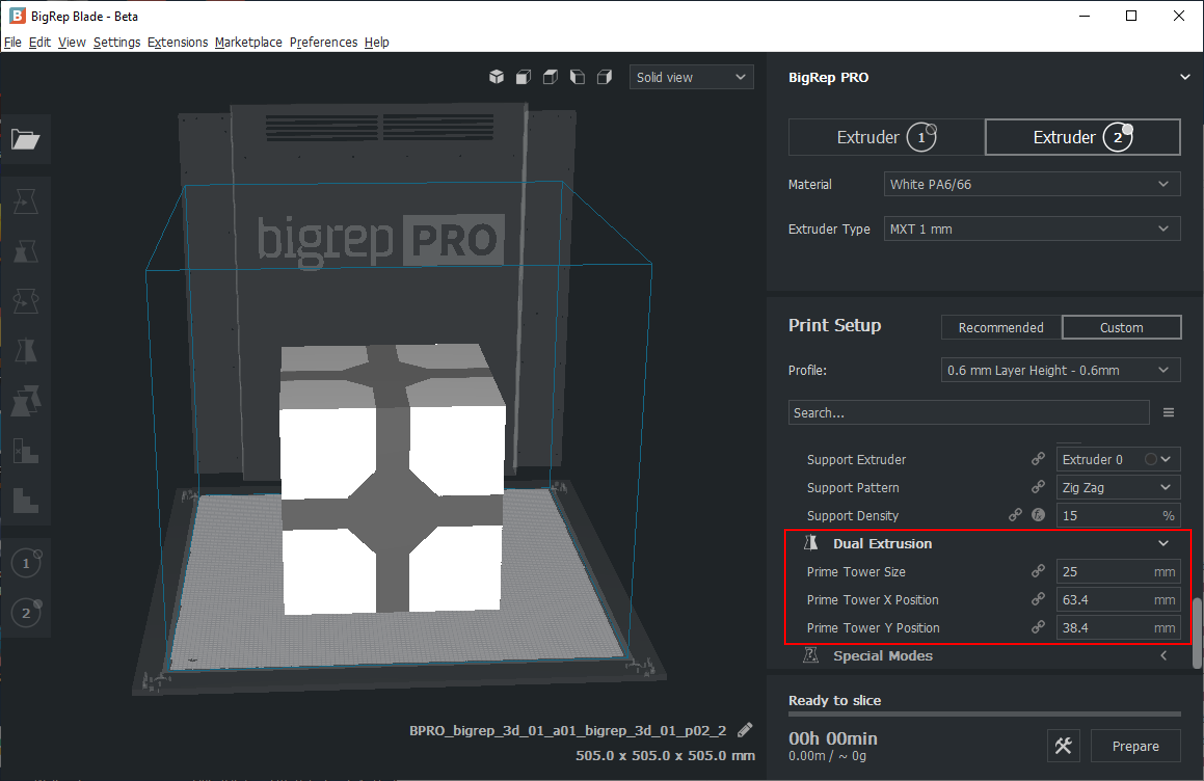 BigRep Blade - Beta
File Edit View Settings Extensions Marketplace Preferences Help
Solid view
BigRep PRO
Extruder 1 Extruder 2
Material White PA6/66
Extruder Type MXT 1 mm
bigrep PRO
Print Setup Recommended Custom
Profile: 0.6 mm Layer Height - 0.6mm
Search...
Support Extruder Extruder 0
Support Pattern Zig Zag
Support Density 15 %
Dual Extrusion
Prime Tower Size 25 mm
Prime Tower X Position 63.4 mm
Prime Tower Y Position 38.4 mm
Special Modes
1
2
BPRO_bigrep_3d_01_a01_bigrep_3d_01_p02_2
505.0 x 505.0 x 505.0 mm
Ready to slice
00h 00min
0.00m / ~ 0g
Prepare